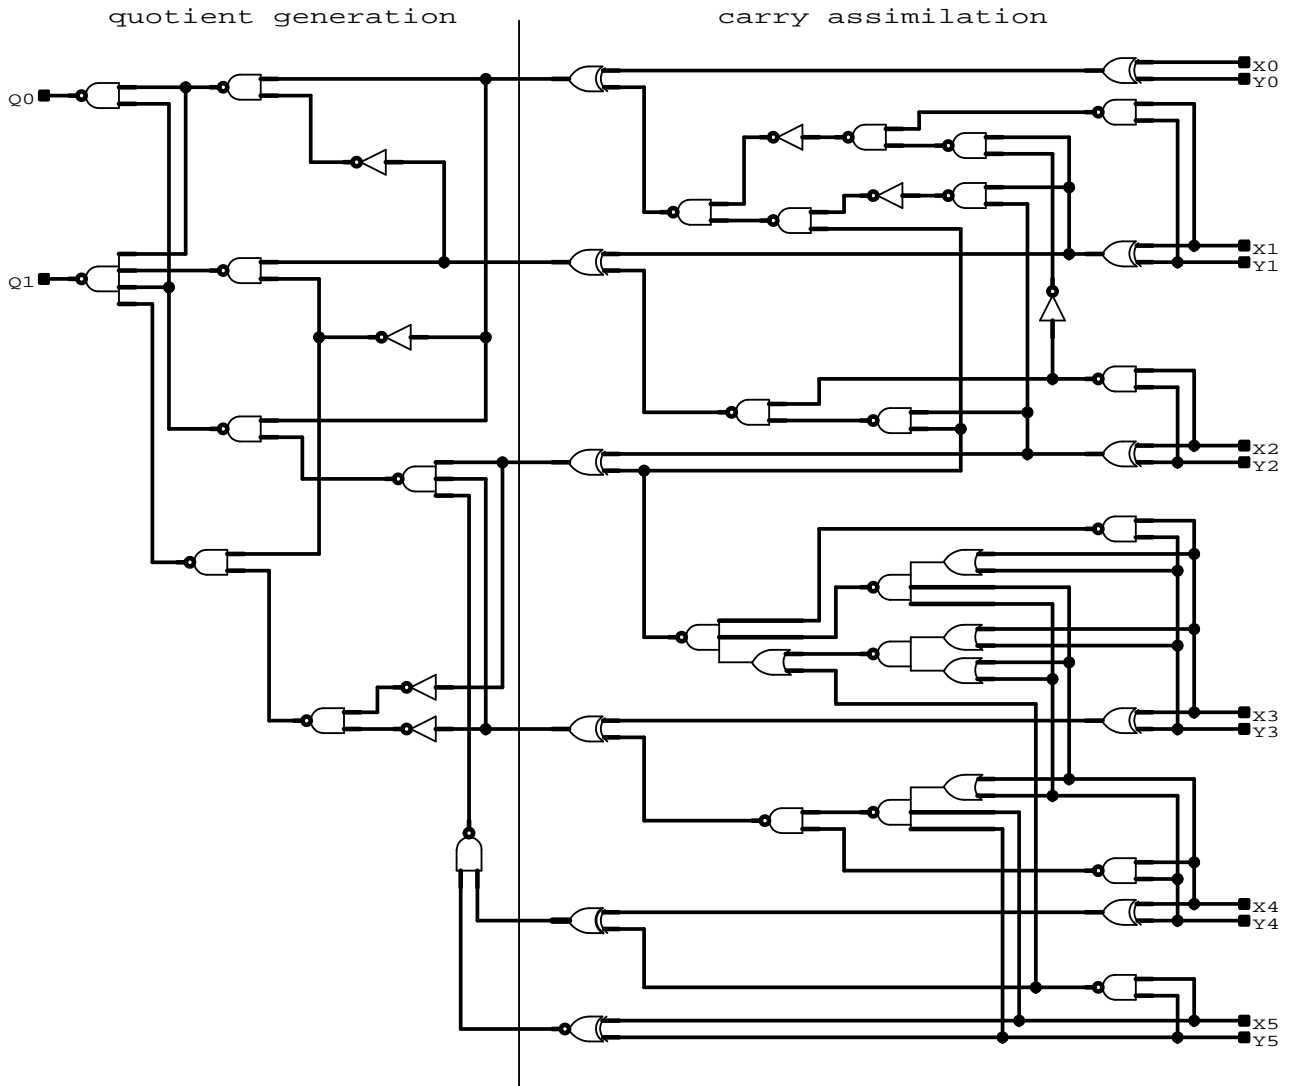 quotient generation
carry assimilation
X0
Y0
Q0
X1
Y1
Q1
X2
Y2
X3
Y3
X4
Y4
X5
Y5